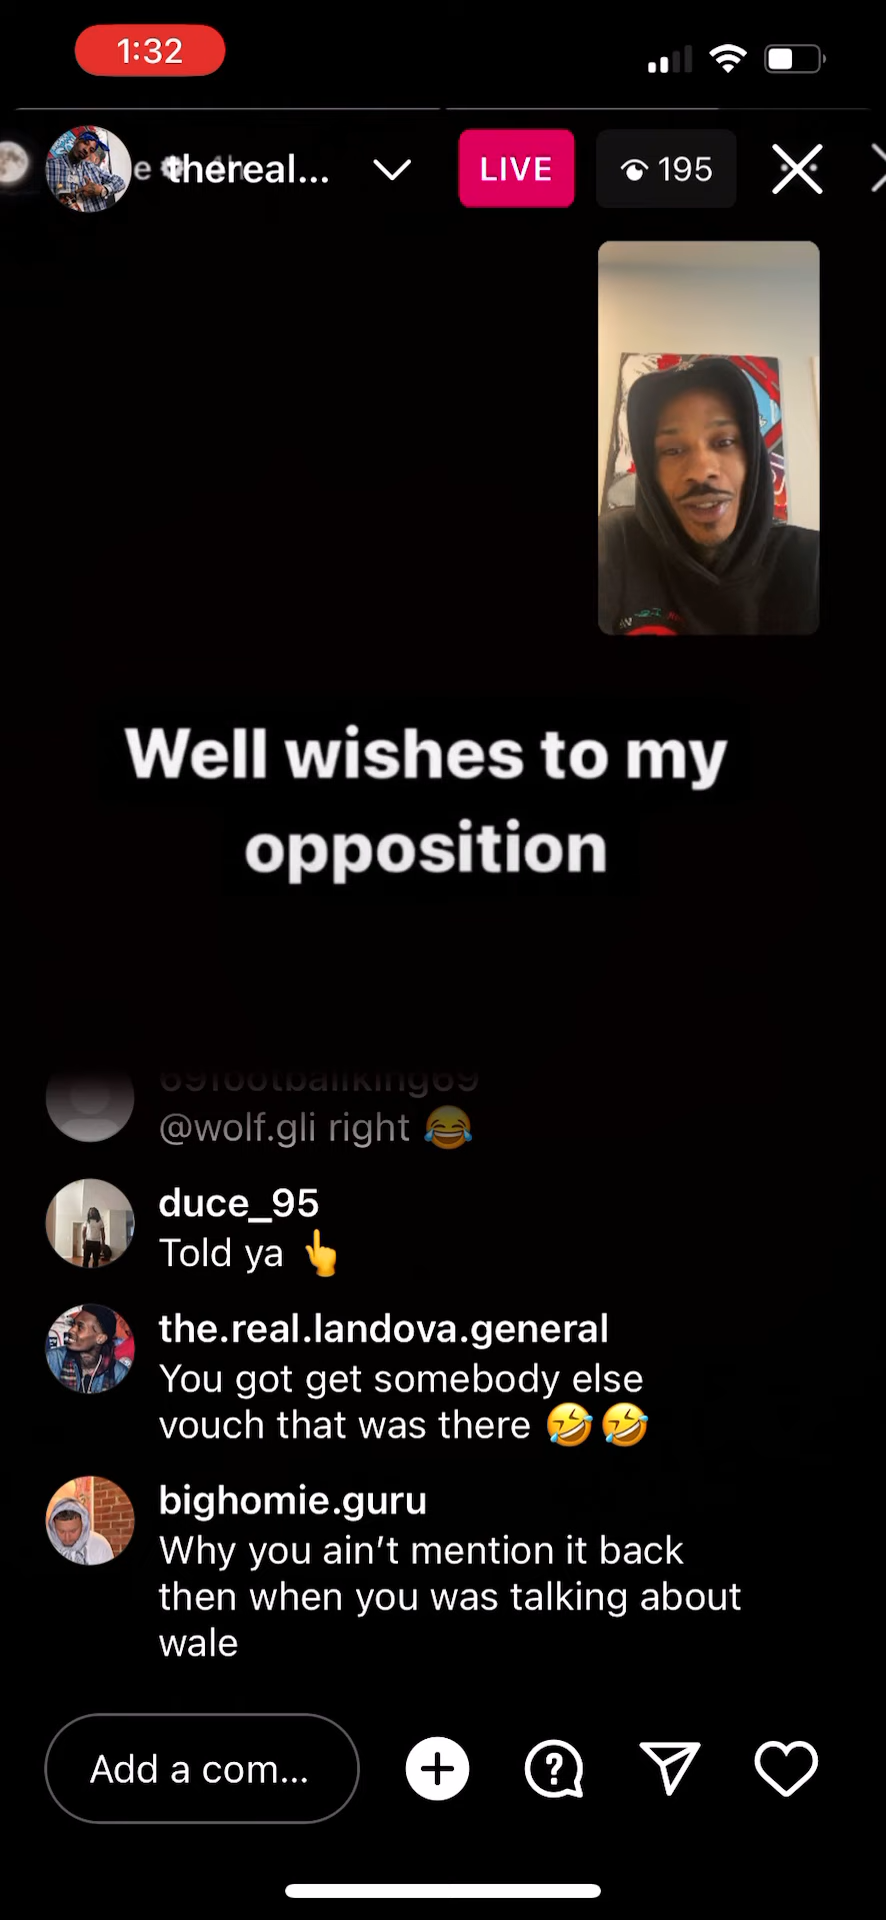 1:32
thereal...
LIVE
195
Well wishes to my
opposition
69footballking69
@wolf.gli right 😂
duce_95
Told ya 👆
the.real.landova.general
You got get somebody else
vouch that was there 🤣🤣
bighomie.guru
Why you ain’t mention it back
then when you was talking about
wale
Add a com...